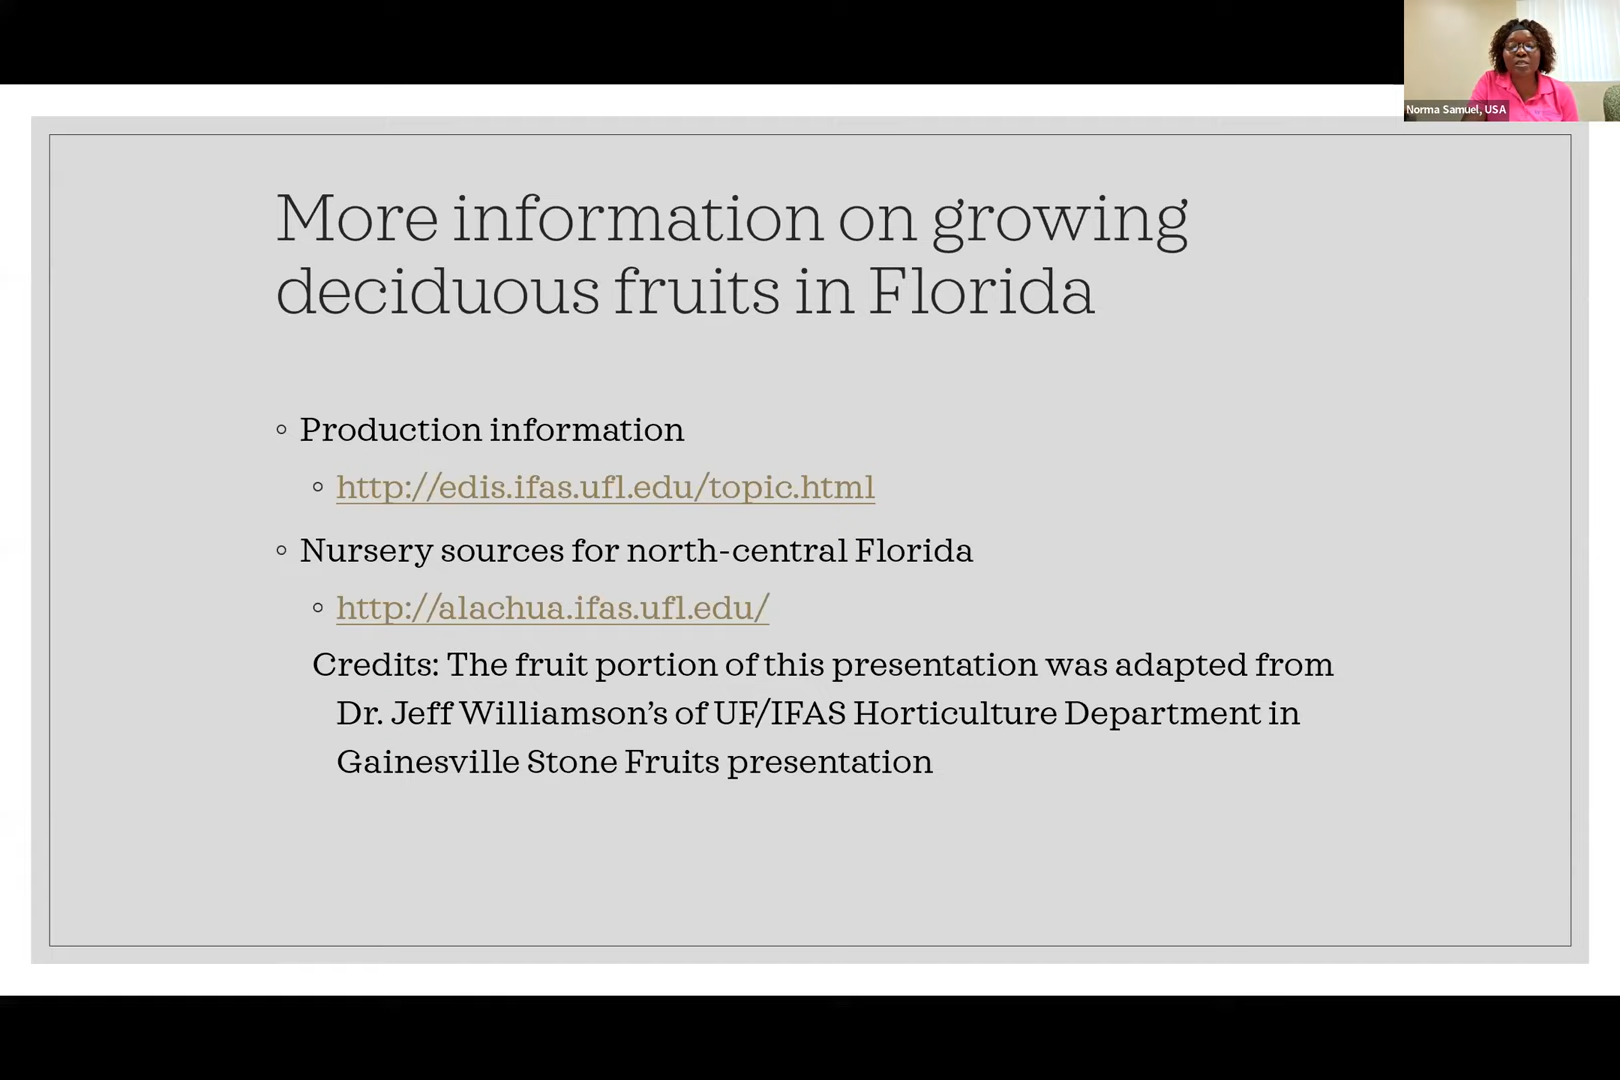 Norma Samuel, USA
More information on growing
deciduous fruits in Florida
◦ Production information
◦ http://edis.ifas.ufl.edu/topic.html
◦ Nursery sources for north-central Florida
◦ http://alachua.ifas.ufl.edu/
Credits: The fruit portion of this presentation was adapted from
Dr. Jeff Williamson’s of UF/IFAS Horticulture Department in
Gainesville Stone Fruits presentation